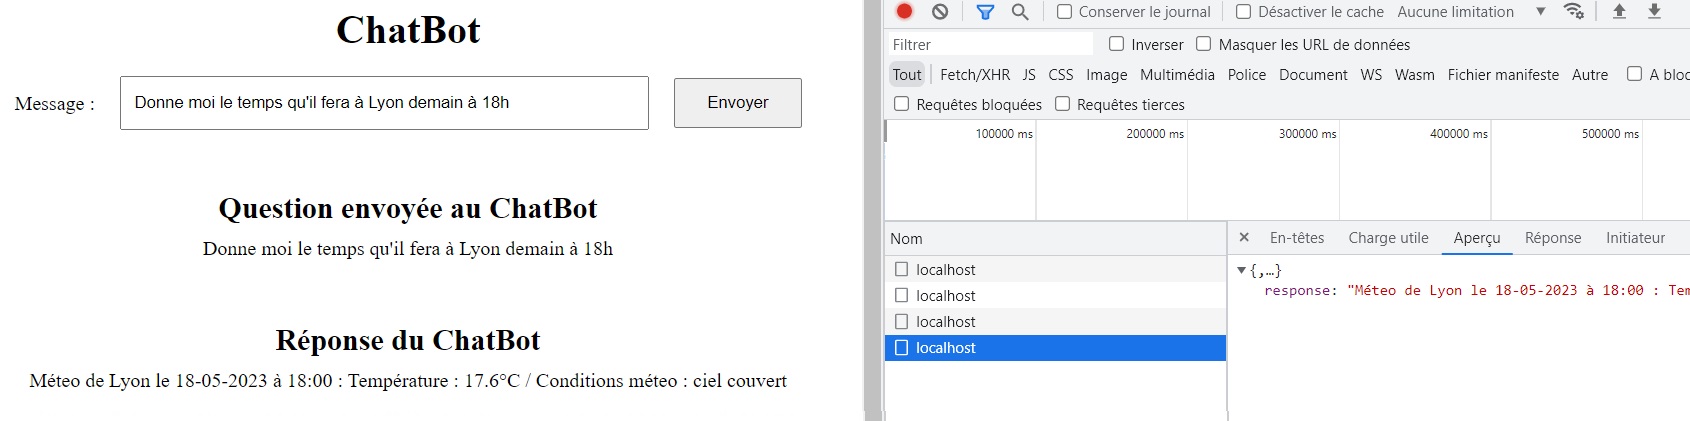 ChatBot
Message :
Donne moi le temps qu'il fera à Lyon demain à 18h
Envoyer
Question envoyée au ChatBot
Donne moi le temps qu'il fera à Lyon demain à 18h
Réponse du ChatBot
Méteo de Lyon le 18-05-2023 à 18:00 : Température : 17.6°C / Conditions méteo : ciel couvert
Conserver le journal Désactiver le cache Aucune limitation
Filtrer Inverser Masquer les URL de données
Tout Fetch/XHR JS CSS Image Multimédia Police Document WS Wasm Fichier manifeste Autre A bloc
Requêtes bloquées Requêtes tierces
100000 ms 200000 ms 300000 ms 400000 ms 500000 ms
Nom
localhost
localhost
localhost
localhost
× En-têtes Charge utile Aperçu Réponse Initiateur
{,…}
response: "Méteo de Lyon le 18-05-2023 à 18:00 : Tem